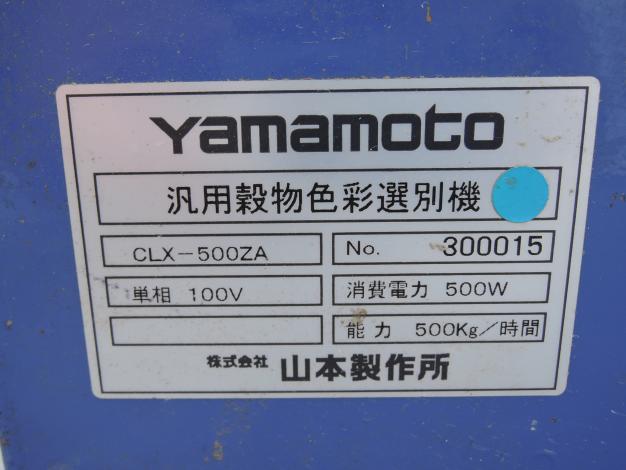 Yamamoto
汎用穀物色彩選別機
CLX-500ZA
No. 300015
単相 100V
消費電力 500W
能力 500Kg/時間
株式会社 山本製作所